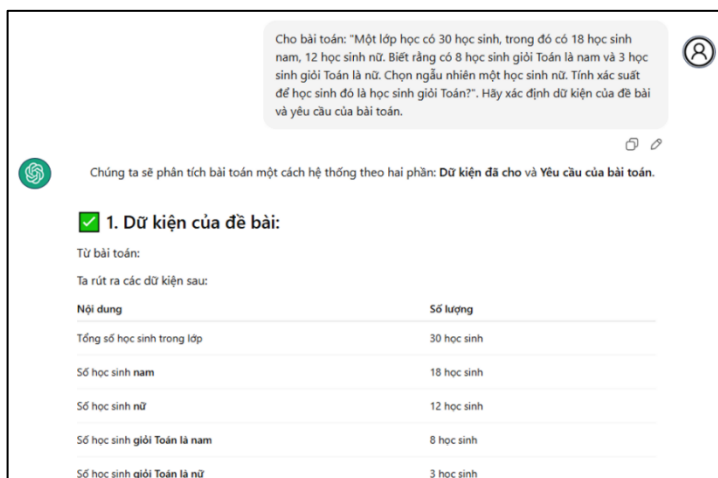 Cho bài toán: "Một lớp học có 30 học sinh, trong đó có 18 học sinh
nam, 12 học sinh nữ. Biết rằng có 8 học sinh giỏi Toán là nam và 3 học
sinh giỏi Toán là nữ. Chọn ngẫu nhiên một học sinh nữ. Tính xác suất
để học sinh đó là học sinh giỏi Toán?". Hãy xác định dữ kiện của đề bài
và yêu cầu của bài toán.
Chúng ta sẽ phân tích bài toán một cách hệ thống theo hai phần: Dữ kiện đã cho và Yêu cầu của bài toán.
1. Dữ kiện của đề bài:
Từ bài toán:
Ta rút ra các dữ kiện sau:
Nội dung Số lượng
Tổng số học sinh trong lớp 30 học sinh
Số học sinh nam 18 học sinh
Số học sinh nữ 12 học sinh
Số học sinh giỏi Toán là nam 8 học sinh
Số học sinh giỏi Toán là nữ 3 học sinh